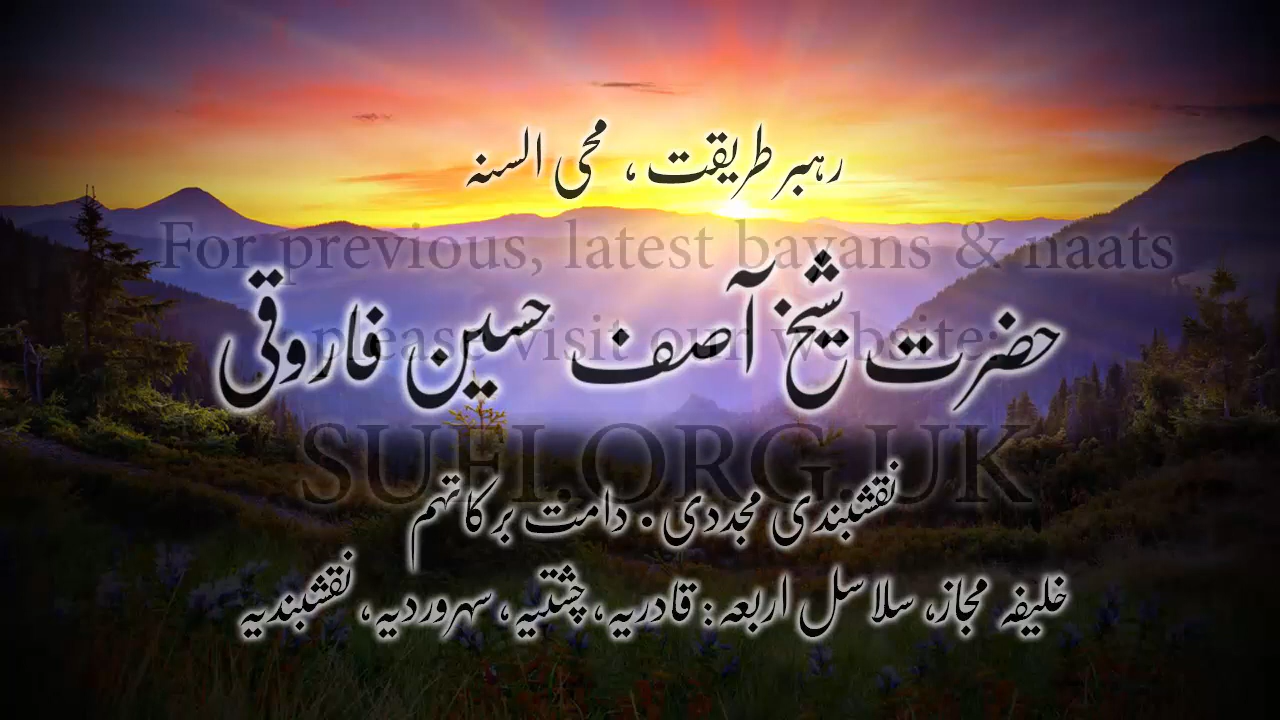 رہبر طریقت ، محی السنہ
For previous, latest bayans & naats
حضرت شیخ آصف حسین فاروقی
please visit our website:
SUFI.ORG.UK
نقشبندی مجددی . دامت برکاتہم
خلیفہ مجاز، سلاسل اربعہ : قادریہ، چشتیہ، سہروردیہ، نقشبندیہ